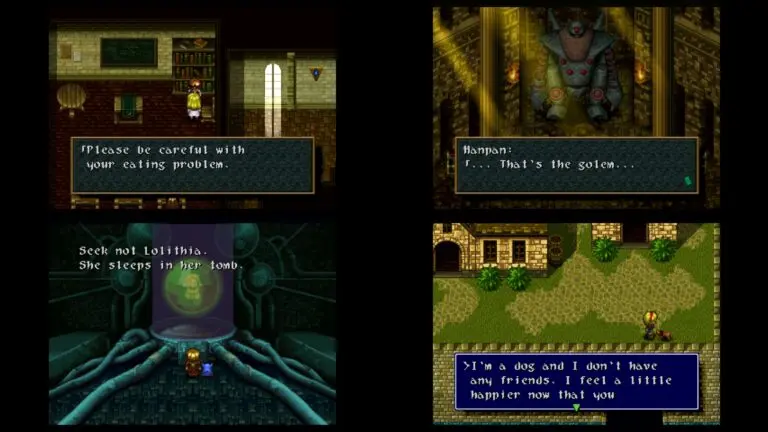 「Please be careful with
your eating problem.
Hanpan:
「... That's the golem...
Seek not Lolithia.
She sleeps in her tomb.
>I'm a dog and I don't have
any friends. I feel a little
happier now that you